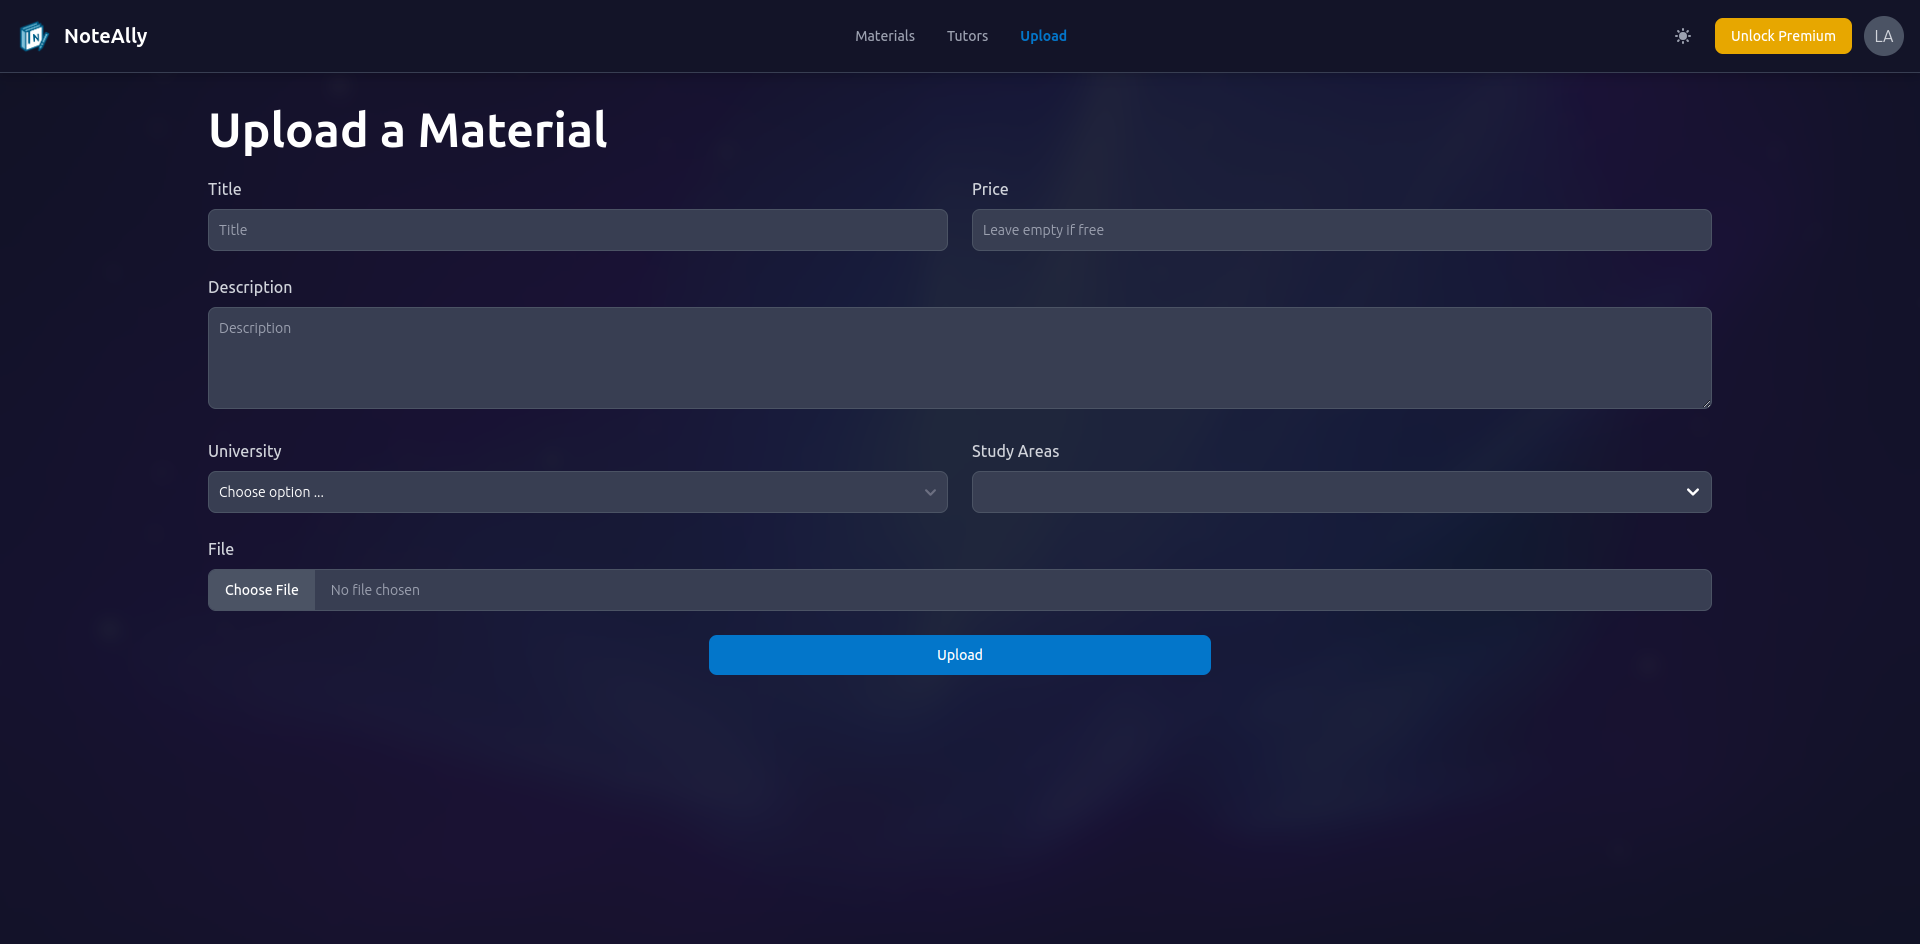 NoteAlly
Materials Tutors Upload
Unlock Premium
LA
Upload a Material
Title
Title
Price
Leave empty if free
Description
Description
University
Choose option ...
Study Areas
File
Choose File No file chosen
Upload